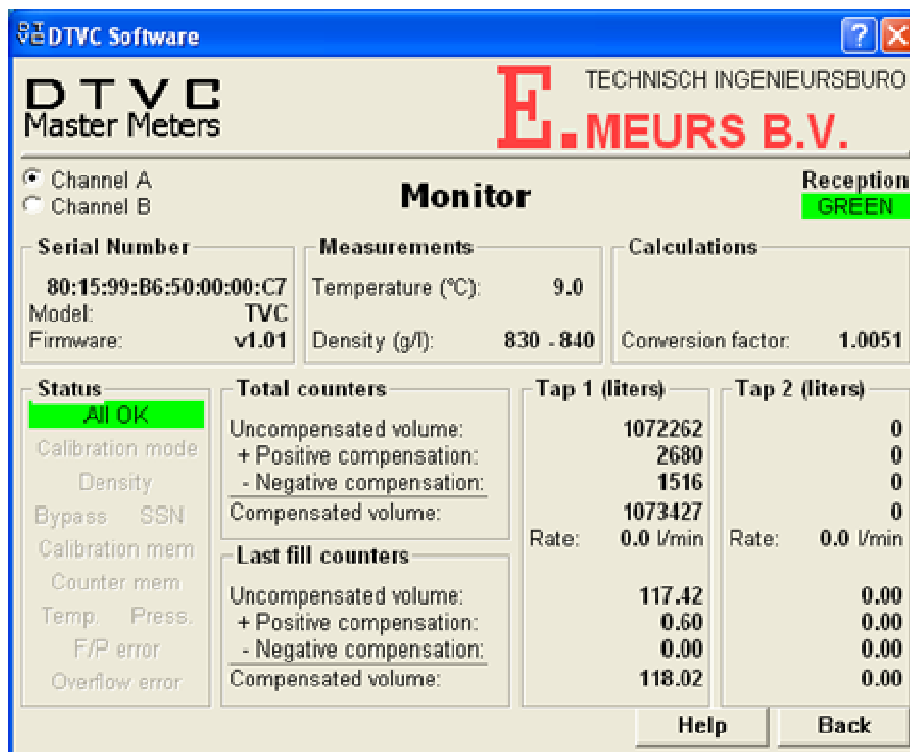 DTVC Software
DTVC
Master Meters
TECHNISCH INGENIEURSBURO
E. MEURS B.V.
Channel A
Channel B
Monitor
Reception
GREEN
Serial Number
80:15:99:B6:50:00:00:C7
Model: TVC
Firmware: v1.01
Measurements
Temperature (°C): 9.0
Density (g/l): 830 - 840
Calculations
Conversion factor: 1.0051
Status
All OK
Calibration mode
Density
Bypass SSN
Calibration mem
Counter mem
Temp. Press.
F/P error
Overflow error
Total counters Tap 1 (liters) Tap 2 (liters)
Uncompensated volume: 1072262 0
+ Positive compensation: 2680 0
- Negative compensation: 1516 0
Compensated volume: 1073427 0
Rate: 0.0 l/min Rate: 0.0 l/min
Last fill counters
Uncompensated volume: 117.42 0.00
+ Positive compensation: 0.60 0.00
- Negative compensation: 0.00 0.00
Compensated volume: 118.02 0.00
Help Back